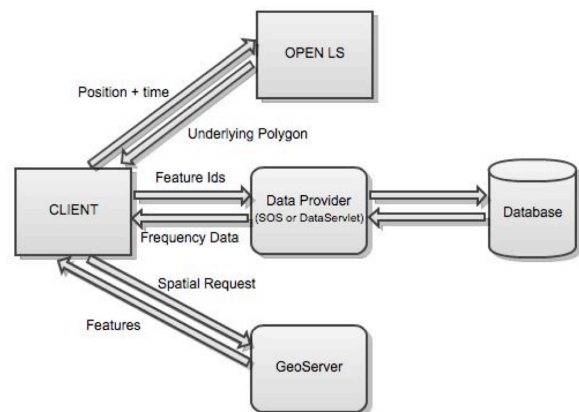 OPEN LS
Position + time
Underlying Polygon
CLIENT
Feature Ids
Frequency Data
Data Provider
(SOS or DataServlet)
Database
Spatial Request
Features
GeoServer